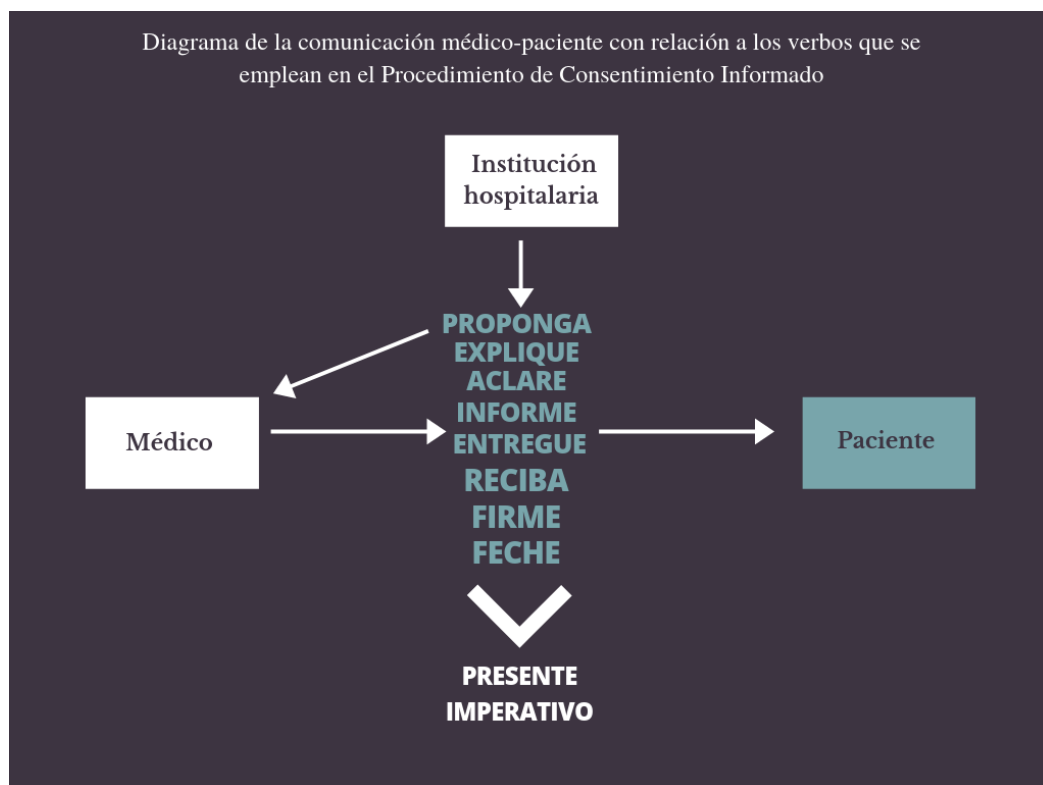 Diagrama de la comunicación médico-paciente con relación a los verbos que se
emplean en el Procedimiento de Consentimiento Informado
Institución
hospitalaria
PROPONGA
EXPLIQUE
ACLARE
INFORME
ENTREGUE
RECIBA
FIRME
FECHE
Médico
Paciente
PRESENTE
IMPERATIVO